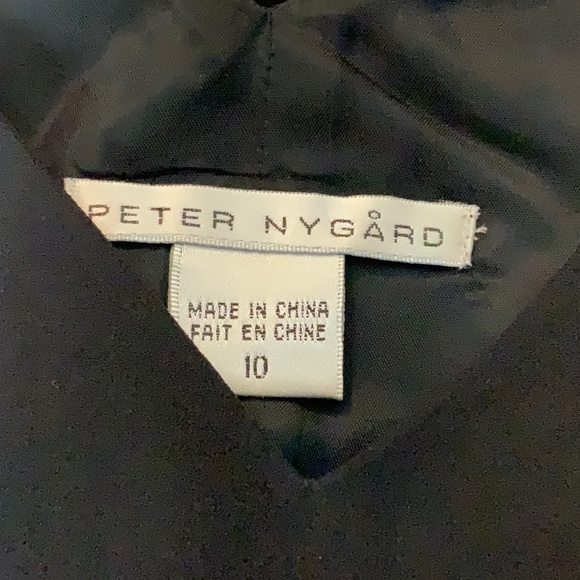 PETER NYGÅRD
MADE IN CHINA
FAIT EN CHINE
10